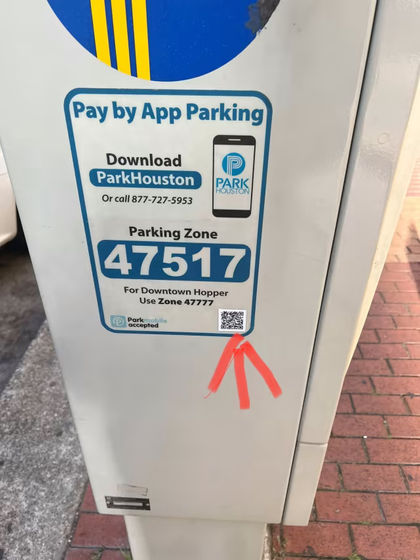 Pay by App Parking
Download
ParkHouston
Or call 877-727-5953
PARK
HOUSTON
Parking Zone
47517
For Downtown Hopper
Use Zone 47777
Parkmobile
accepted